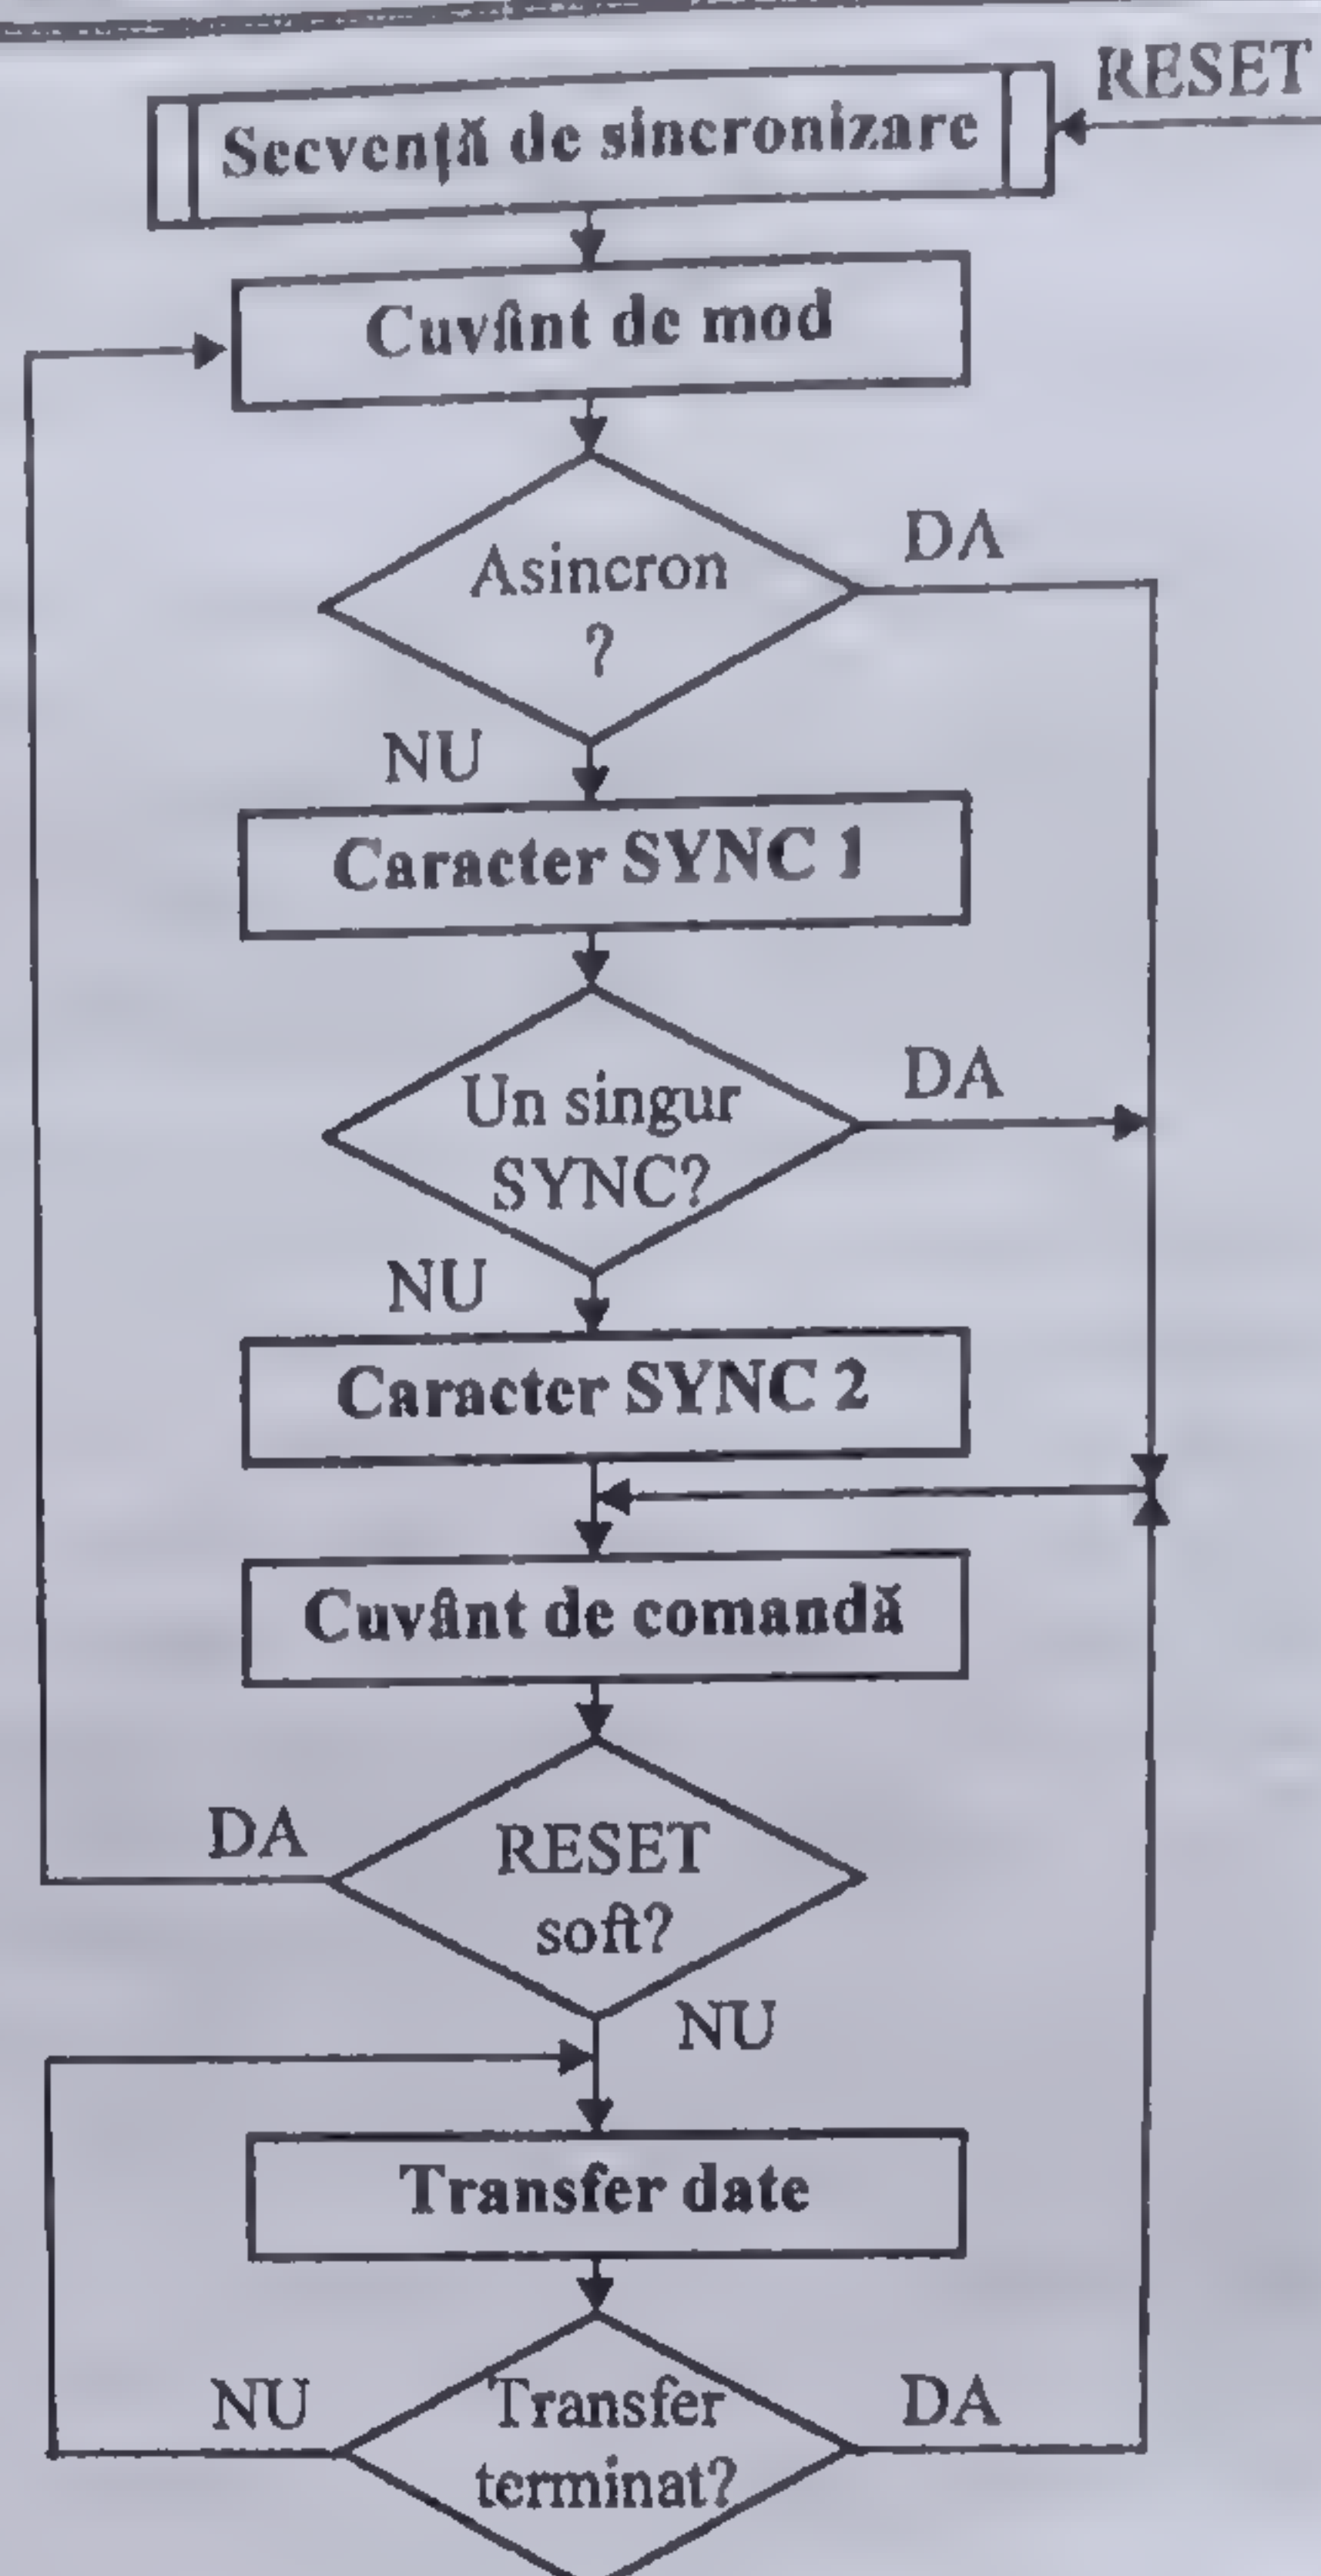 RESET
Secvență de sincronizare
Cuvânt de mod
Asincron
?
DA
NU
Caracter SYNC 1
Un singur
SYNC?
DA
NU
Caracter SYNC 2
Cuvânt de comandă
RESET
soft?
DA
NU
Transfer date
Transfer
terminat?
NU
DA